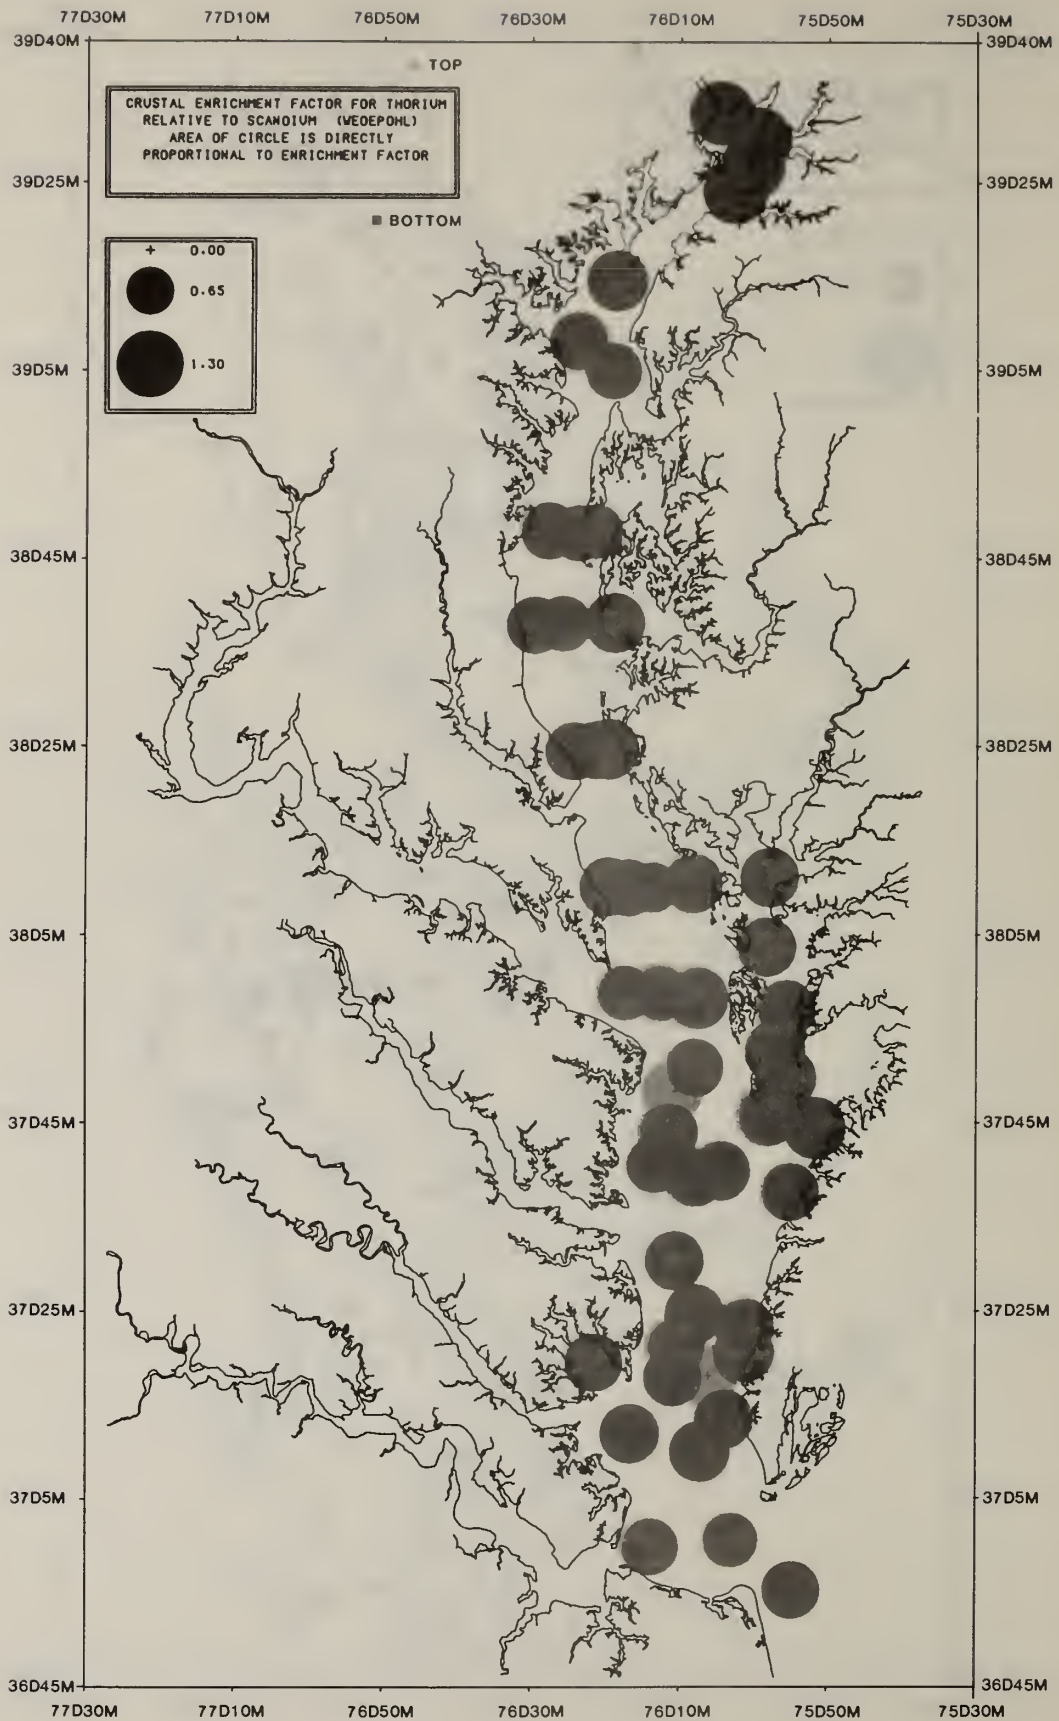 77D30M 77D10M 76D50M 76D30M 76D10M 75D50M 75D30M
39D40M 39D40M
TOP
CRUSTAL ENRICHMENT FACTOR FOR THORIUM
RELATIVE TO SCANDIUM (WEDEPOHL)
AREA OF CIRCLE IS DIRECTLY
PROPORTIONAL TO ENRICHMENT FACTOR
39D25M 39D25M
BOTTOM
+ 0.00
0.65
1.30
39D5M 39D5M
38D45M 38D45M
38D25M 38D25M
38D5M 38D5M
37D45M 37D45M
37D25M 37D25M
37D5M 37D5M
36D45M 36D45M
77D30M 77D10M 76D50M 76D30M 76D10M 75D50M 75D30M